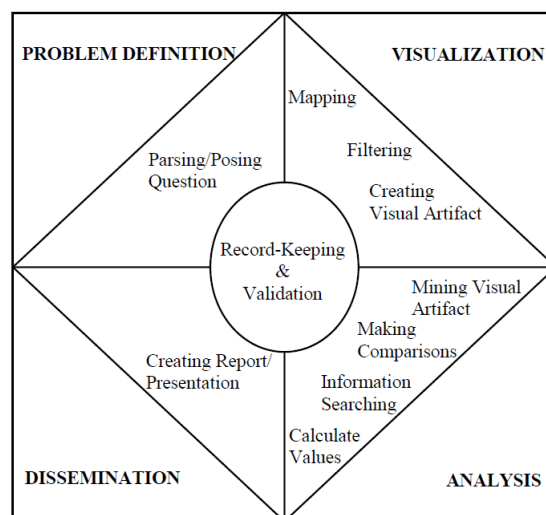 PROBLEM DEFINITION
VISUALIZATION
Mapping
Filtering
Parsing/Posing
Question
Creating
Visual Artifact
Record-Keeping
&
Validation
Mining Visual
Artifact
Making
Comparisons
Creating Report/
Presentation
Information
Searching
Calculate
Values
DISSEMINATION
ANALYSIS